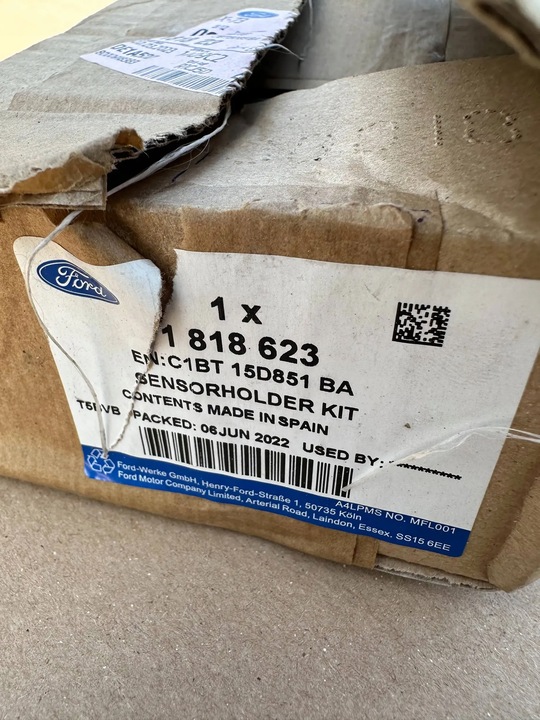 Ford
1 x
1 818 623
EN:C1BT 15D851 BA
SENSORHOLDER KIT
CONTENTS MADE IN SPAIN
PACKED: 06 JUN 2022 USED BY: **********
A4LPMS NO. MFL001
Ford-Werke GmbH, Henry-Ford-Straße 1, 50735 Köln
Ford Motor Company Limited, Arterial Road, Laindon, Essex, SS15 6EE